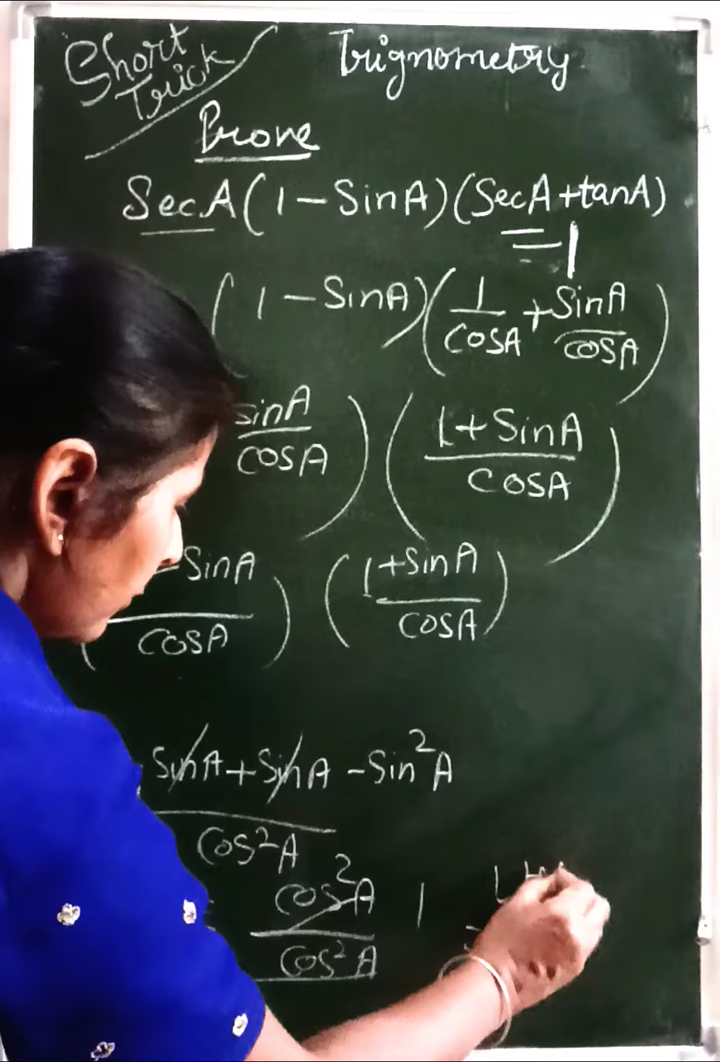 Short Trick
Trignometry
Prove
SecA(1-SinA)(SecA+tanA)
=1
(1-SinA)(1/COSA+SinA/COSA)
sinA/COSA)(1+SinA/COSA)
-SinA/COSA)(1+SinA/COSA)
SinA+SinA-Sin²A
COS²A
COS²A/COS²A 1